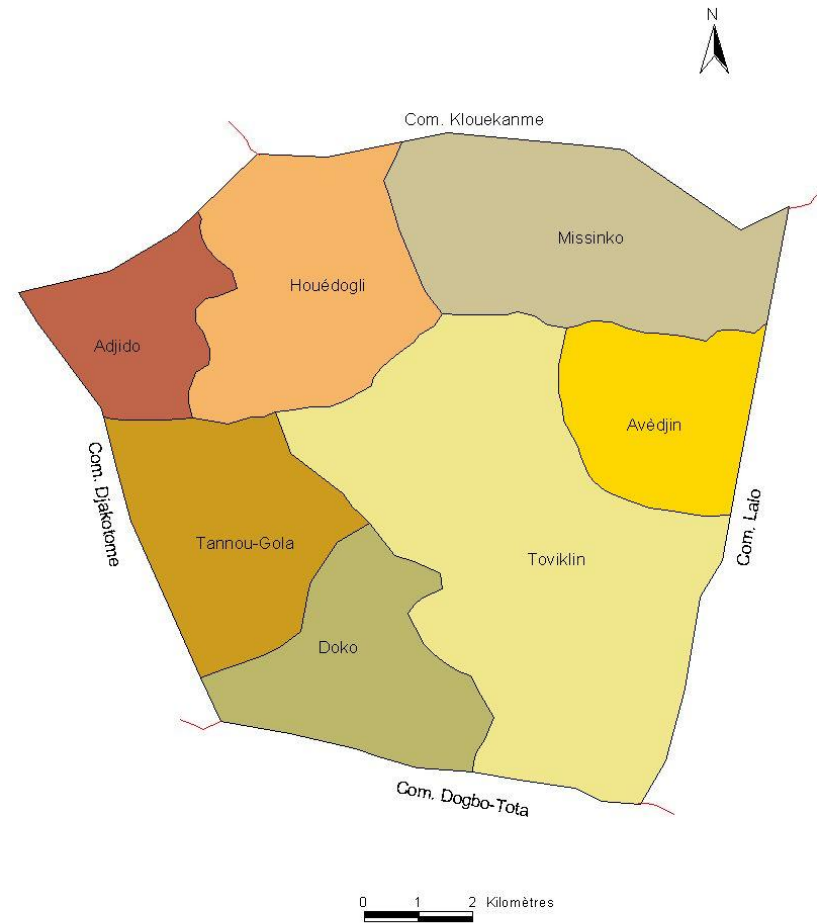 N
Com. Klouekanme
Missinko
Houédogli
Adjido
Avédjin
Com. Djakotome
Com. Lalo
Tannou-Gola
Toviklin
Doko
Com. Dogbo-Tota
0 1 2 Kilomètres